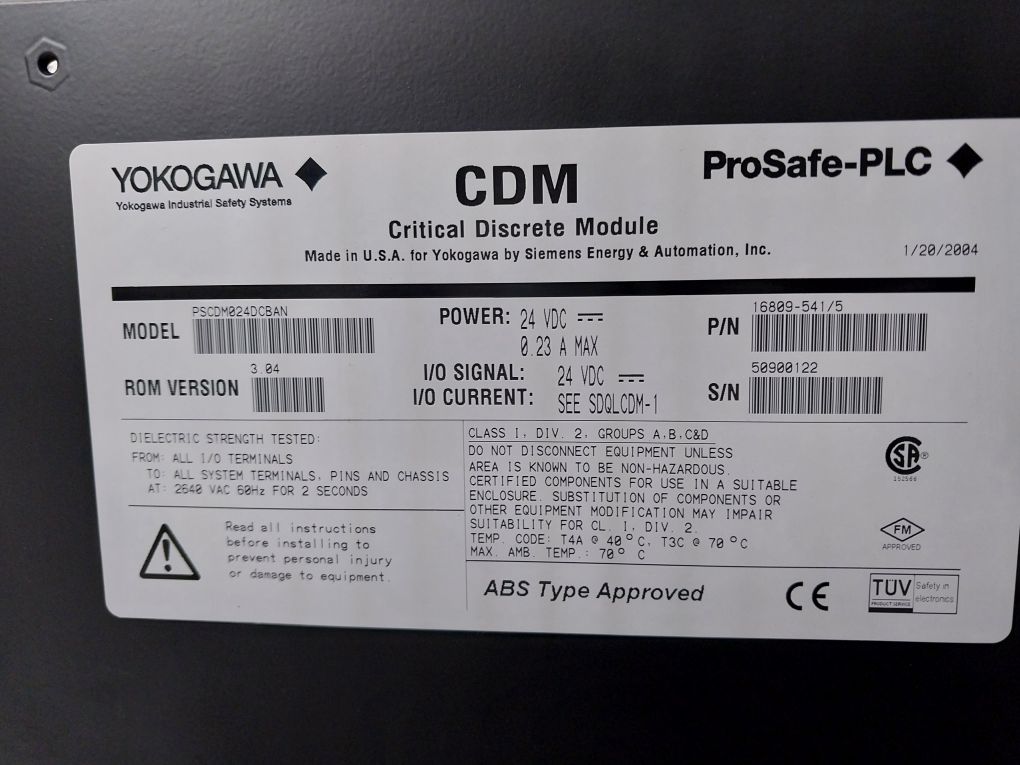 YOKOGAWA
Yokogawa Industrial Safety Systems
CDM
Critical Discrete Module
Made in U.S.A. for Yokogawa by Siemens Energy & Automation, Inc.
ProSafe-PLC
1/20/2004
MODEL PSCDM024DCBAN
ROM VERSION 3.04
POWER: 24 VDC
0.23 A MAX
I/O SIGNAL: 24 VDC
I/O CURRENT: SEE SDQLCDM-1
P/N 16809-541/5
S/N 50900122
DIELECTRIC STRENGTH TESTED:
FROM: ALL I/O TERMINALS
TO: ALL SYSTEM TERMINALS, PINS AND CHASSIS
AT: 2640 VAC 60Hz FOR 2 SECONDS
Read all instructions
before installing to
prevent personal injury
or damage to equipment.
CLASS I, DIV. 2, GROUPS A,B,C&D
DO NOT DISCONNECT EQUIPMENT UNLESS
AREA IS KNOWN TO BE NON-HAZARDOUS.
CERTIFIED COMPONENTS FOR USE IN A SUITABLE
ENCLOSURE. SUBSTITUTION OF COMPONENTS OR
OTHER EQUIPMENT MODIFICATION MAY IMPAIR
SUITABILITY FOR CL. I, DIV. 2.
TEMP. CODE: T4A @ 40°C, T3C @ 70°C
MAX. AMB. TEMP.: 70° C
SA®
152566
FM
APPROVED
ABS Type Approved
CE
TÜV
PRODUCT SERVICE
Safety in
electronics